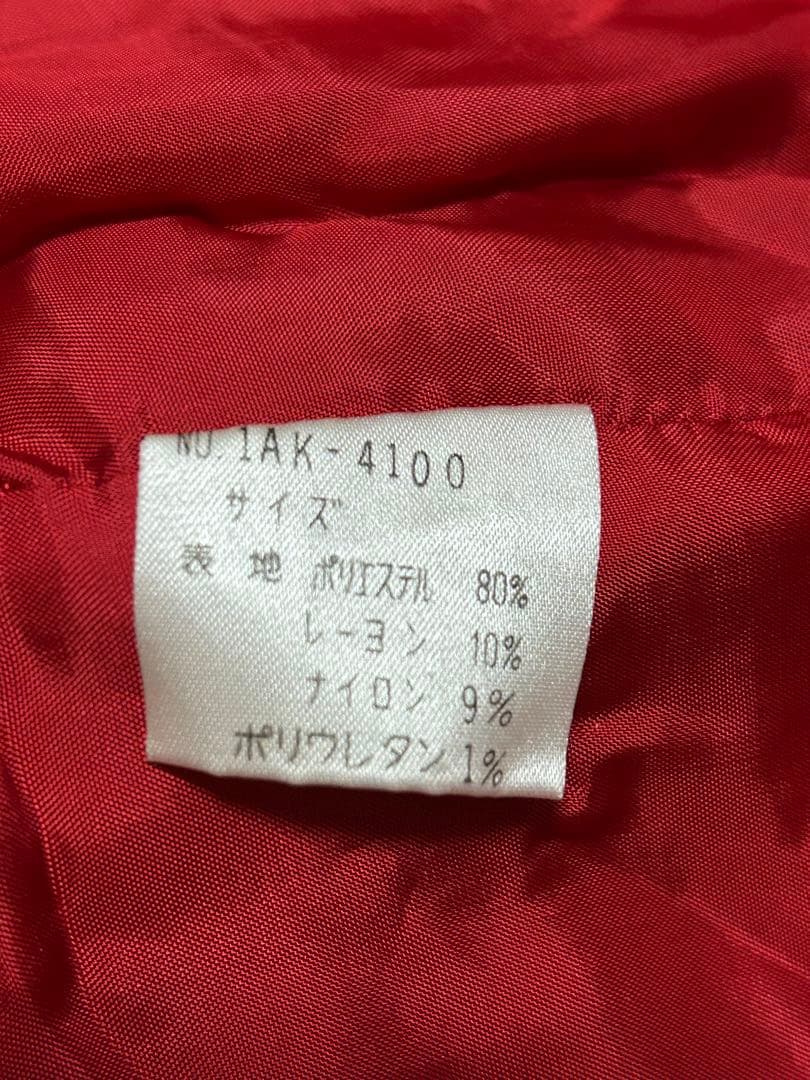 NO. 1AK-4100
サイズ
表 地 ポリエステル 80%
レーヨン 10%
ナイロン 9%
ポリウレタン 1%